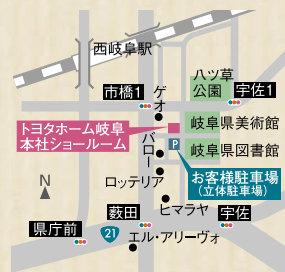 西岐阜駅
八ツ草
公園
市橋1
宇佐1
ゲオ
トヨタホーム岐阜
本社ショールーム
岐阜県美術館
バロー
P
岐阜県図書館
お客様駐車場
(立体駐車場)
ロッテリア
N
ヒマラヤ
薮田
宇佐
県庁前
21
エル・アリーヴォ